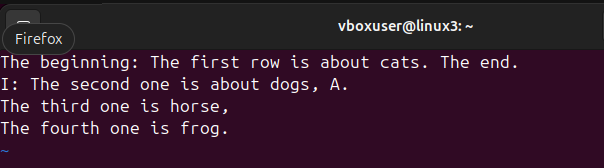 vboxuser@linux3: ~
Firefox
The beginning: The first row is about cats. The end.
I: The second one is about dogs, A.
The third one is horse,
The fourth one is frog.
~